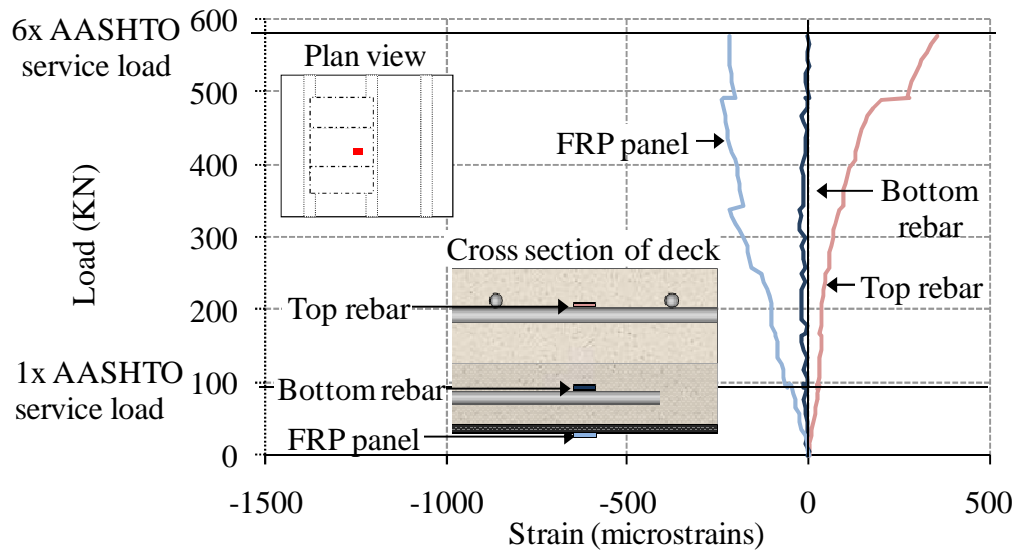 6x AASHTO
service load
600
500
400
300
200
100
0
Load (KN)
1x AASHTO
service load
Plan view
FRP panel
Bottom
rebar
Top rebar
Cross section of deck
Top rebar
Bottom rebar
FRP panel
-1500
-1000
-500
0
500
Strain (microstrains)